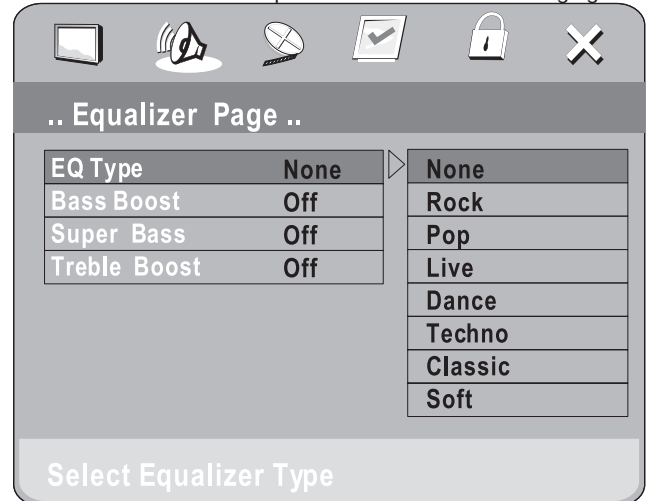 .. Equalizer Page ..
EQ Type None
Bass Boost Off
Super Bass Off
Treble Boost Off
None
Rock
Pop
Live
Dance
Techno
Classic
Soft
Select Equalizer Type